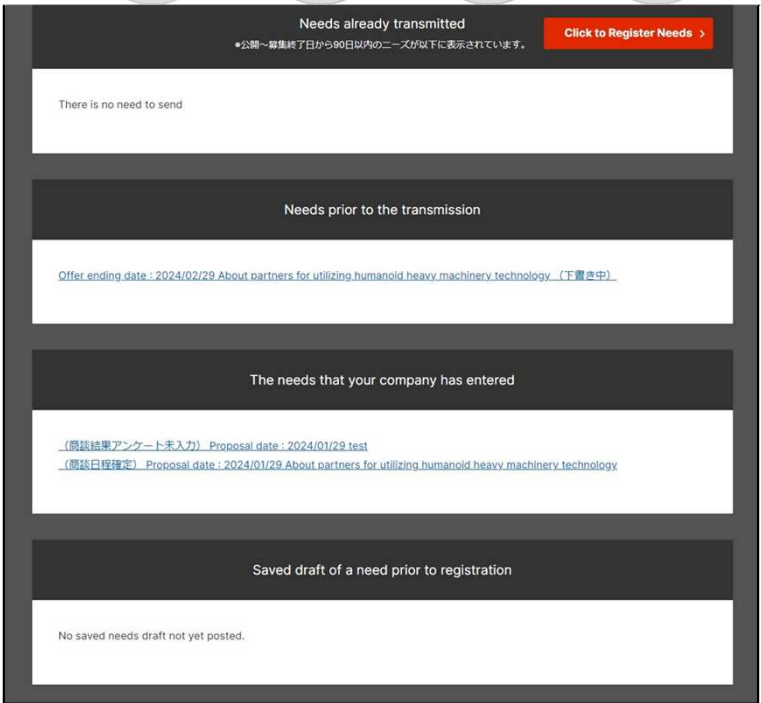 Needs already transmitted
●公開～募集終了日から90日以内のニーズが以下に表示されています。
Click to Register Needs >
There is no need to send
Needs prior to the transmission
Offer ending date : 2024/02/29 About partners for utilizing humanoid heavy machinery technology （下書き中）
The needs that your company has entered
（商談結果アンケート未入力） Proposal date : 2024/01/29 test
（商談日程確定） Proposal date : 2024/01/29 About partners for utilizing humanoid heavy machinery technology
Saved draft of a need prior to registration
No saved needs draft not yet posted.